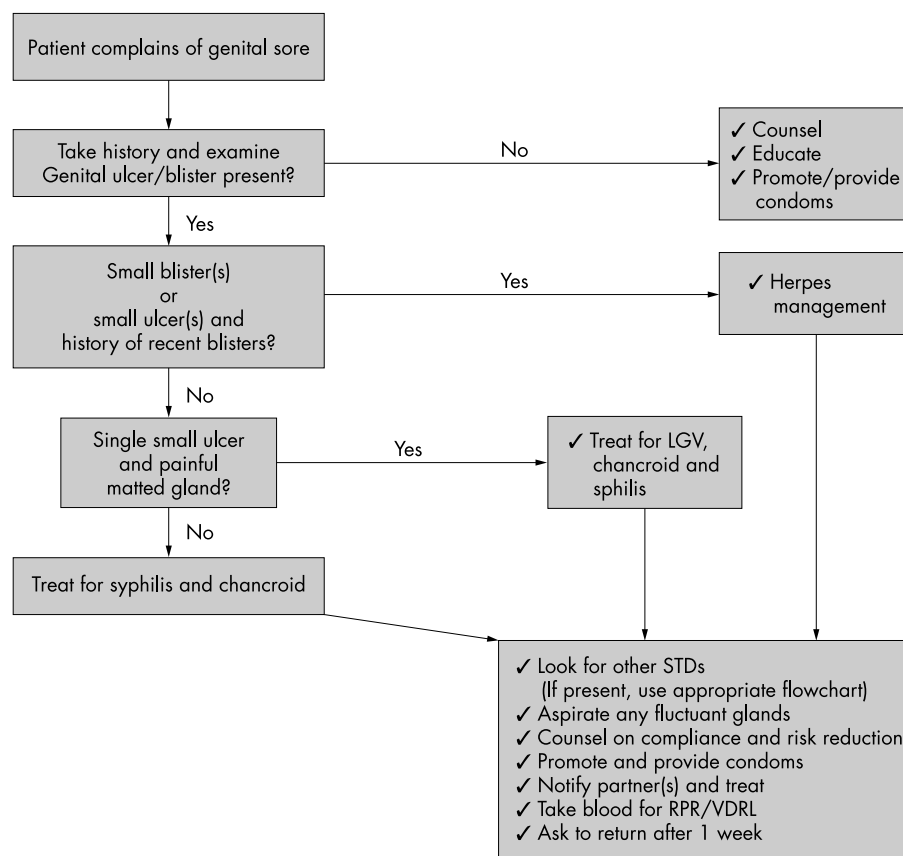 Patient complains of genital sore
Take history and examine
Genital ulcer/blister present?
No
✓ Counsel
✓ Educate
✓ Promote/provide
condoms
Yes
Small blister(s)
or
small ulcer(s) and
history of recent blisters?
Yes
✓ Herpes
management
No
Single small ulcer
and painful
matted gland?
Yes
✓ Treat for LGV,
chancroid and
sphilis
No
Treat for syphilis and chancroid
✓ Look for other STDs
(If present, use appropriate flowchart)
✓ Aspirate any fluctuant glands
✓ Counsel on compliance and risk reduction
✓ Promote and provide condoms
✓ Notify partner(s) and treat
✓ Take blood for RPR/VDRL
✓ Ask to return after 1 week